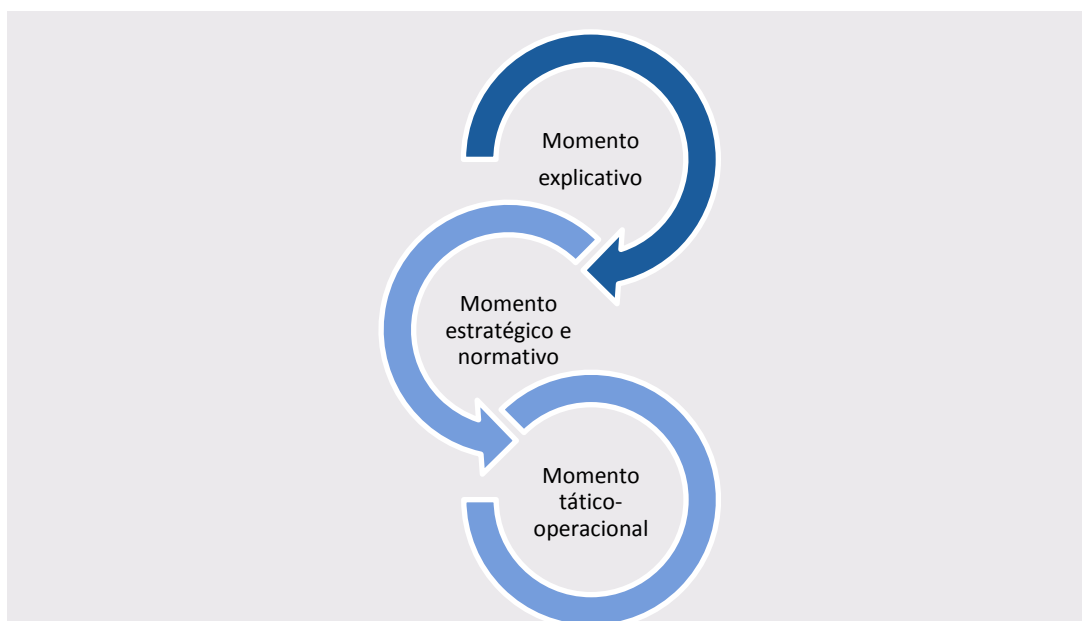 Momento
explicativo
Momento
estratégico e
normativo
Momento
tático-
operacional